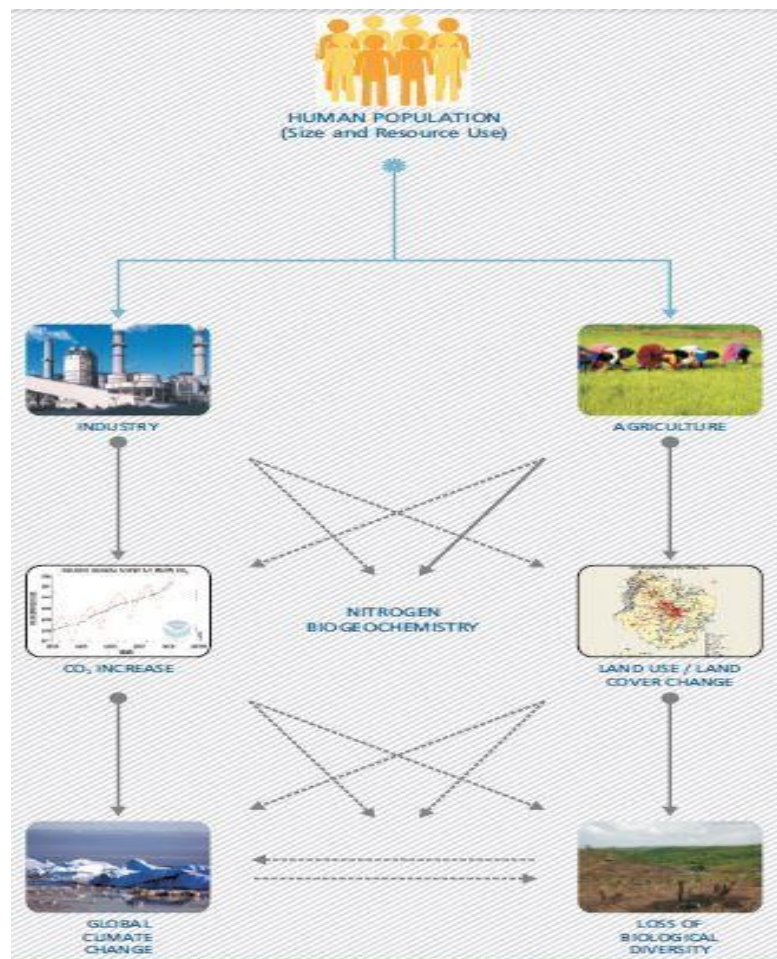 HUMAN POPULATION
(Size and Resource Use)
INDUSTRY
AGRICULTURE
NITROGEN
BIOGEOCHEMISTRY
CO₂ INCREASE
LAND USE / LAND
COVER CHANGE
GLOBAL
CLIMATE
CHANGE
LOSS OF
BIOLOGICAL
DIVERSITY